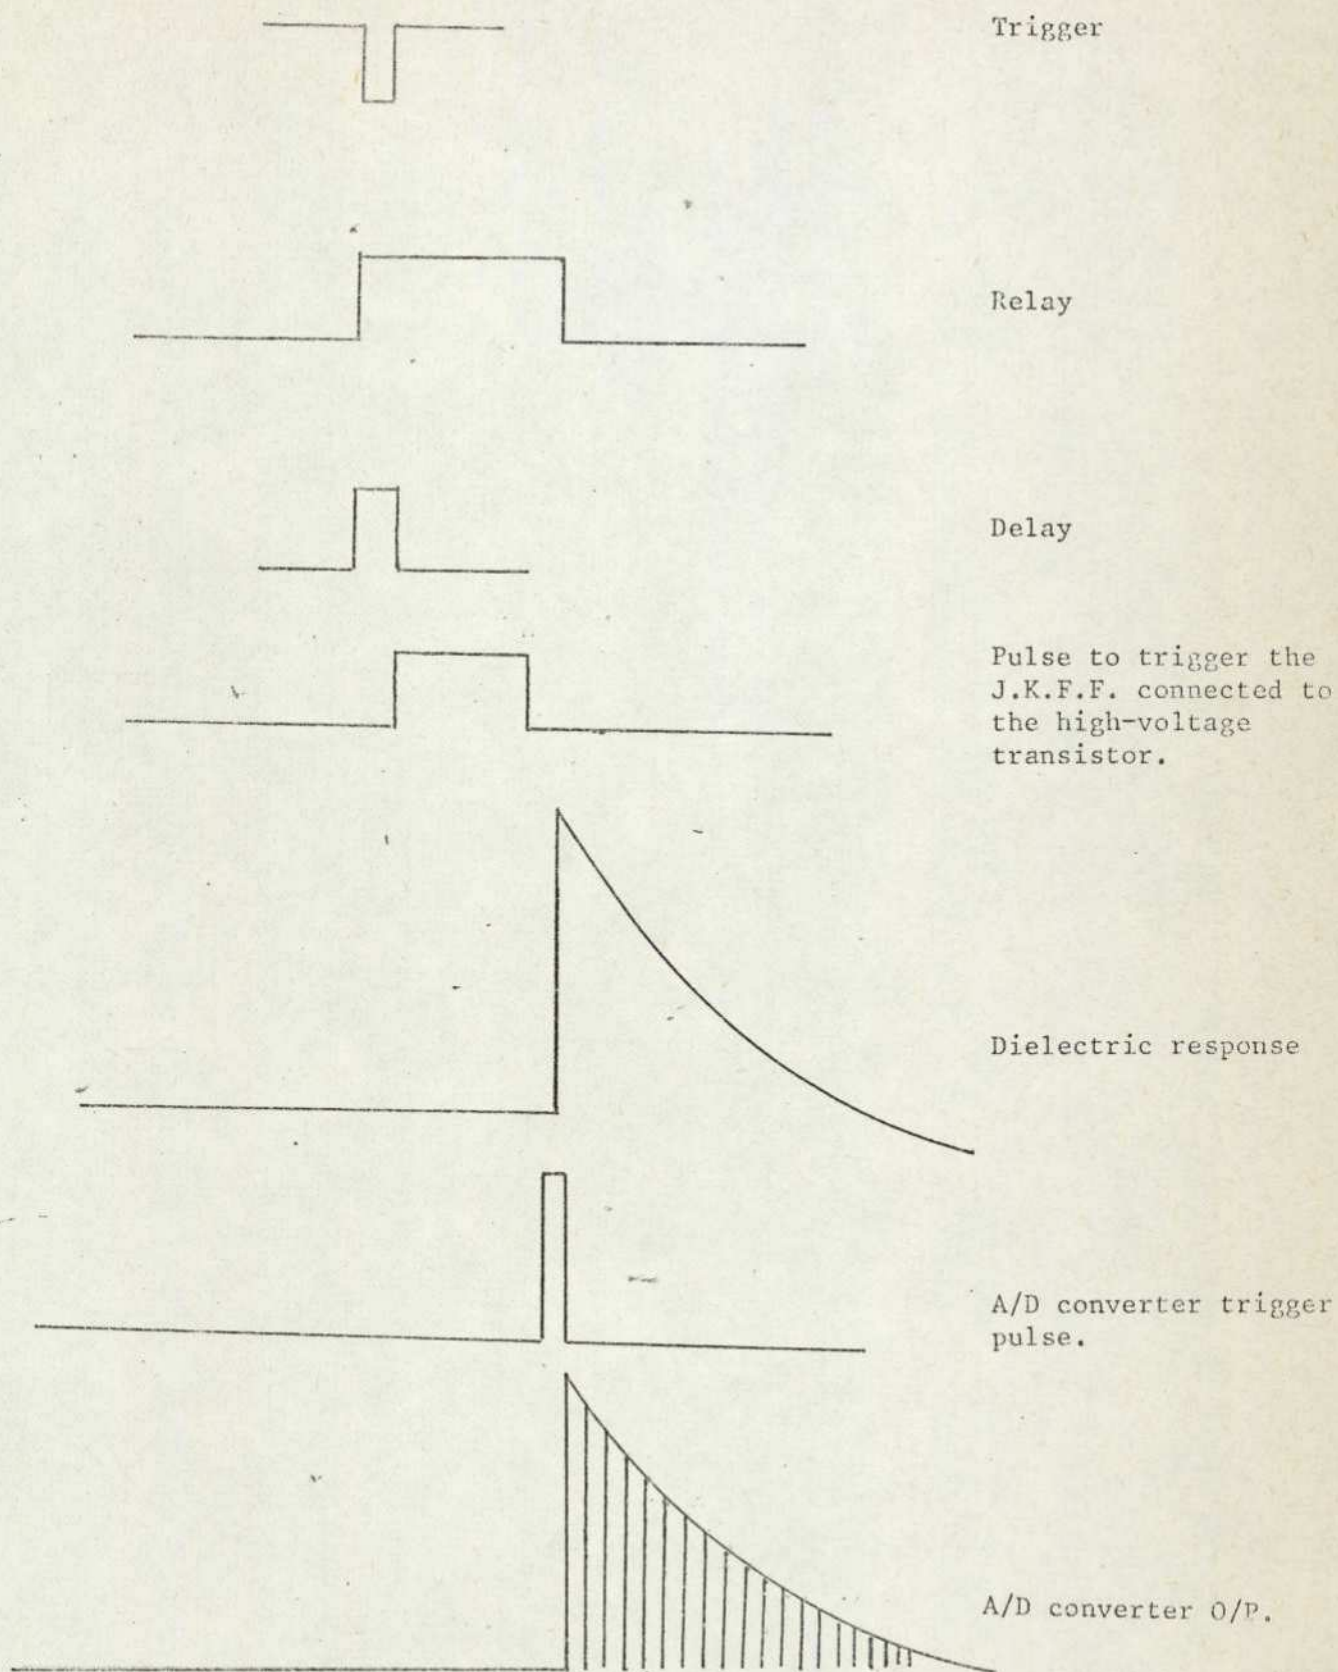 Trigger
Relay
Delay
Pulse to trigger the
J.K.F.F. connected to
the high-voltage
transistor.
Dielectric response
A/D converter trigger
pulse.
A/D converter O/P.